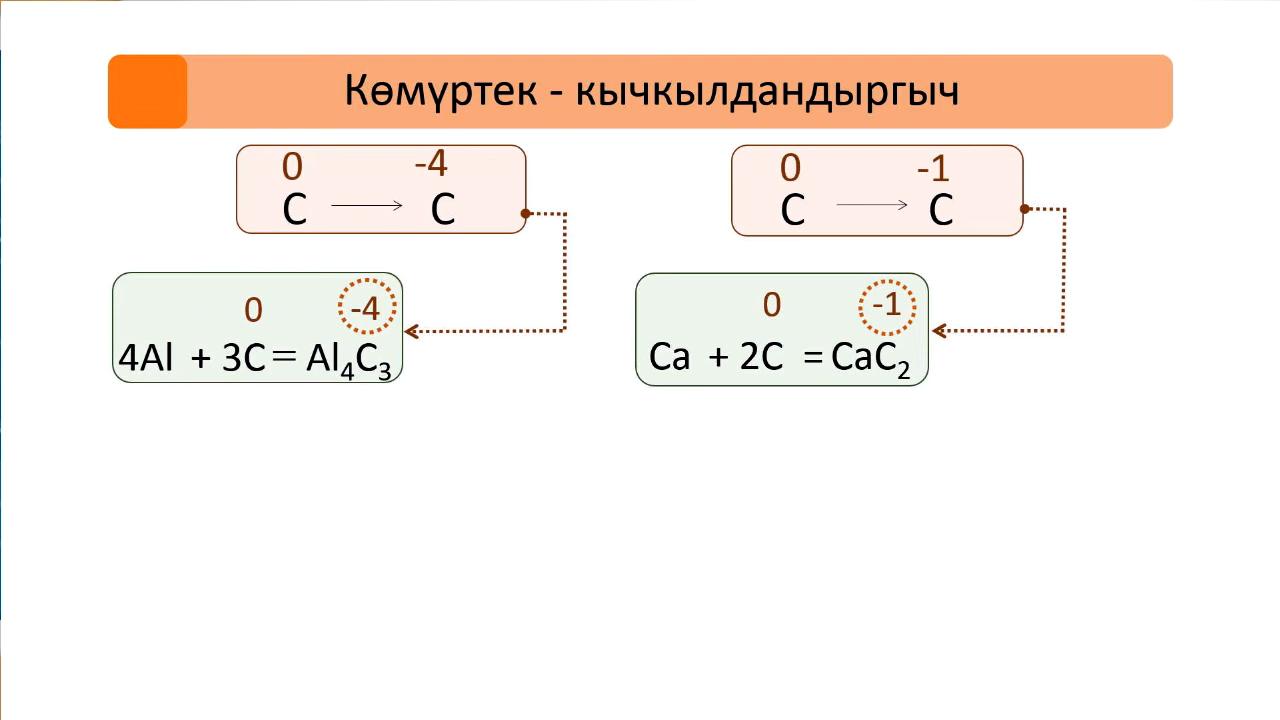 Көмүртек - кычкылдандыргыч
0 -4
C ⟶ C
0 -1
C ⟶ C
0 -4
4Al + 3C = Al₄C₃
0 -1
Ca + 2C = CaC₂